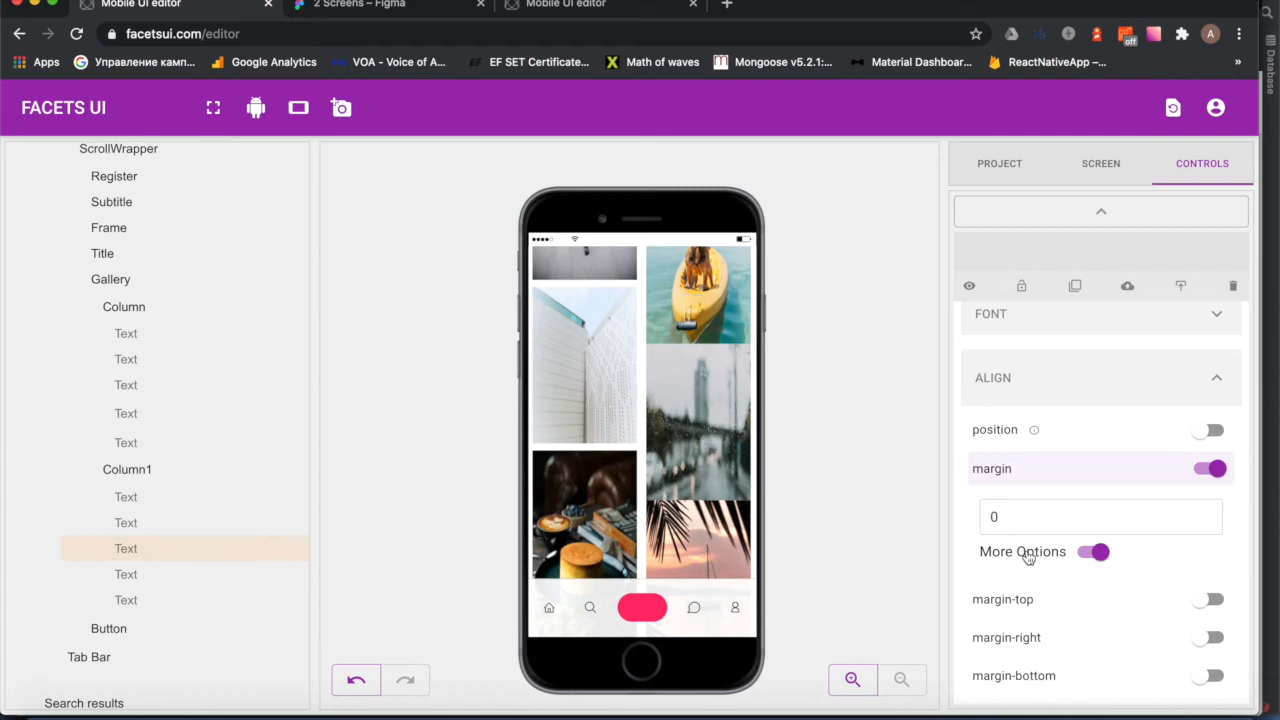 Mobile UI editor
2 Screens – Figma
Mobile UI editor
facetsui.com/editor
A
Apps
Управление камп...
Google Analytics
VOA - Voice of A...
EF SET Certificate...
Math of waves
Mongoose v5.2.1:...
Material Dashboar...
ReactNativeApp –...
»
off
Database
FACETS UI
ScrollWrapper
Register
Subtitle
Frame
Title
Gallery
Column
Text
Text
Text
Text
Text
Column1
Text
Text
Text
Text
Text
Button
Tab Bar
Search results
PROJECT
SCREEN
CONTROLS
FONT
ALIGN
position
margin
0
More Options
margin-top
margin-right
margin-bottom